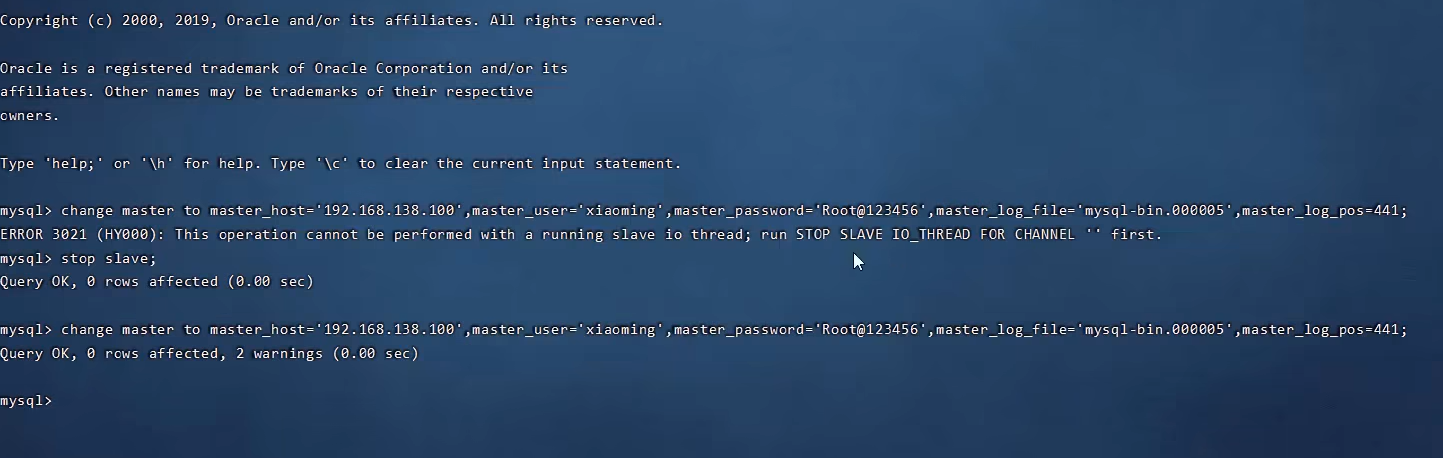 Copyright (c) 2000, 2019, Oracle and/or its affiliates. All rights reserved.
Oracle is a registered trademark of Oracle Corporation and/or its
affiliates. Other names may be trademarks of their respective
owners.
Type 'help;' or '\h' for help. Type '\c' to clear the current input statement.
mysql> change master to master_host='192.168.138.100',master_user='xiaoming',master_password='Root@123456',master_log_file='mysql-bin.000005',master_log_pos=441;
ERROR 3021 (HY000): This operation cannot be performed with a running slave io thread; run STOP SLAVE IO_THREAD FOR CHANNEL '' first.
mysql> stop slave;
Query OK, 0 rows affected (0.00 sec)
mysql> change master to master_host='192.168.138.100',master_user='xiaoming',master_password='Root@123456',master_log_file='mysql-bin.000005',master_log_pos=441;
Query OK, 0 rows affected, 2 warnings (0.00 sec)
mysql>